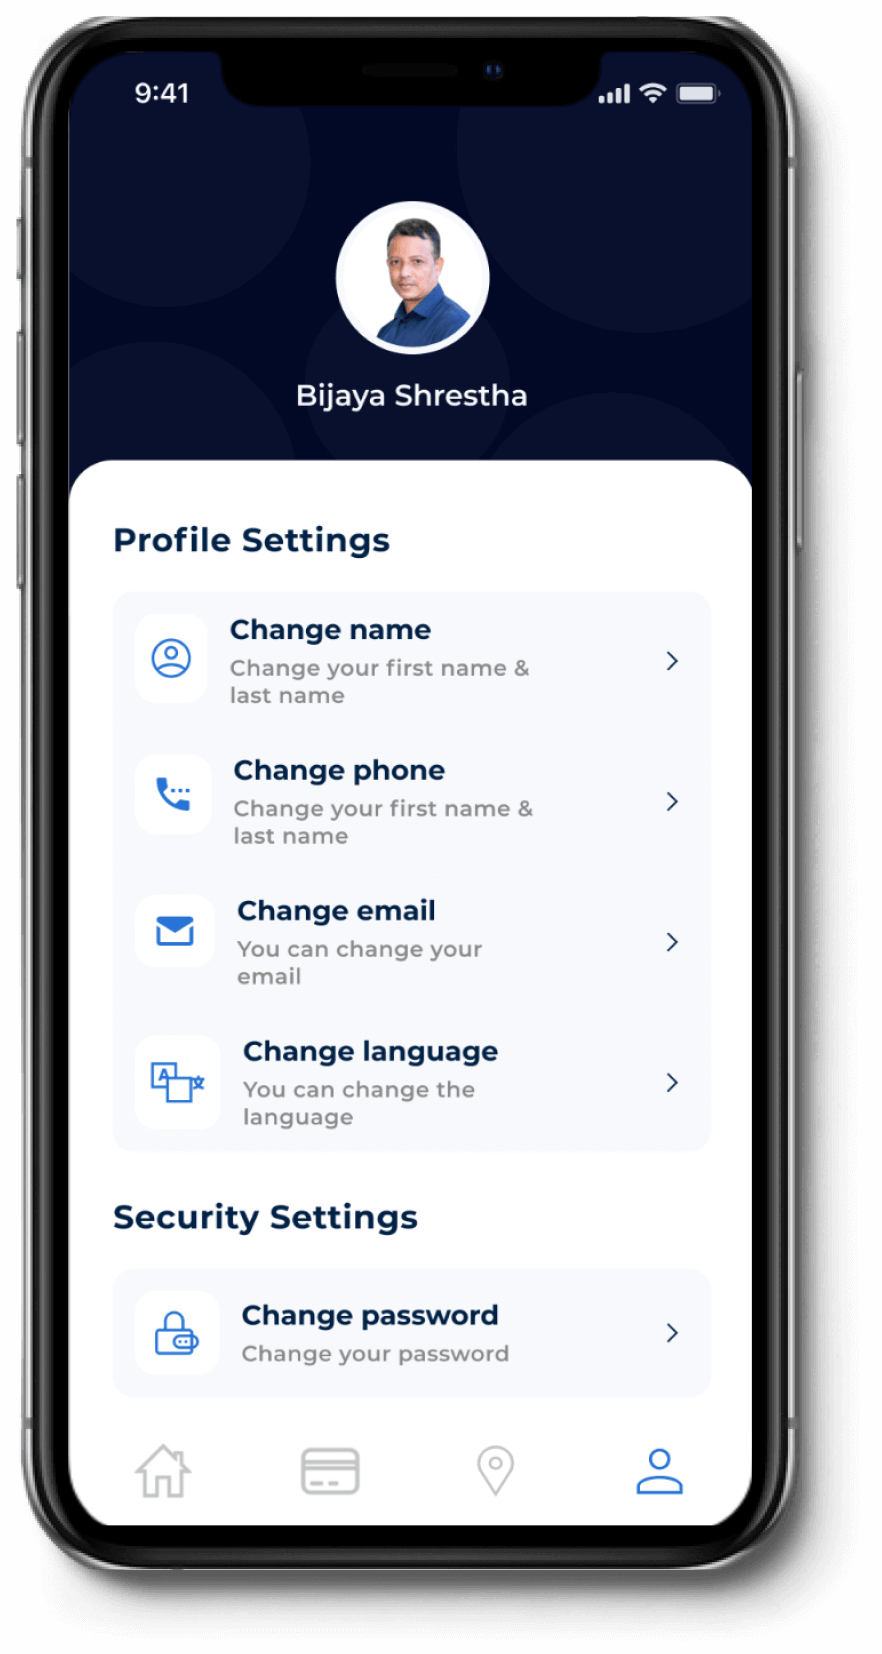 9:41
Bijaya Shrestha
Profile Settings
Change name
Change your first name &
last name
Change phone
Change your first name &
last name
Change email
You can change your
email
A
Change language
You can change the
language
Security Settings
Change password
Change your password